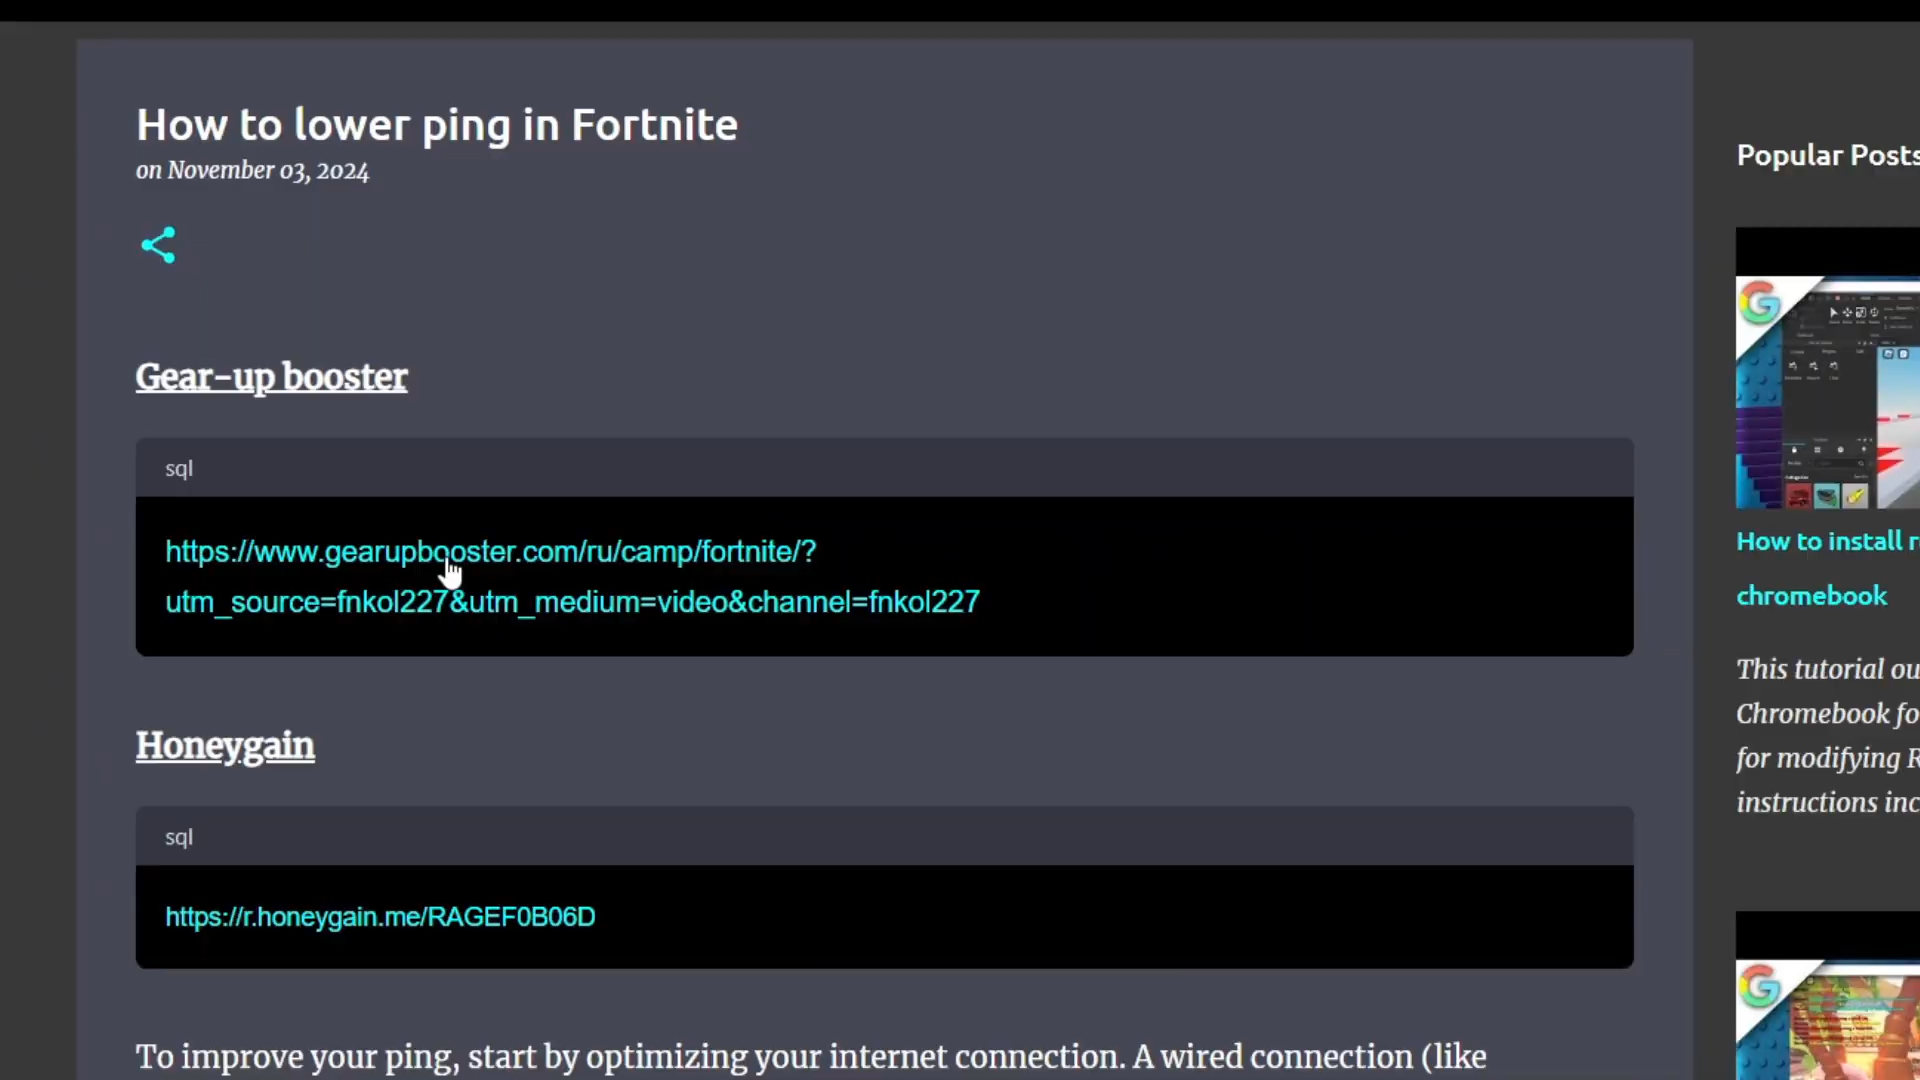 How to lower ping in Fortnite
on November 03, 2024
Gear-up booster
sql
https://www.gearupbooster.com/ru/camp/fortnite/?
utm_source=fnkol227&utm_medium=video&channel=fnkol227
Honeygain
sql
https://r.honeygain.me/RAGEF0B06D
To improve your ping, start by optimizing your internet connection. A wired connection (like
Popular Posts
How to install r
chromebook
This tutorial ou
Chromebook fo
for modifying R
instructions inc